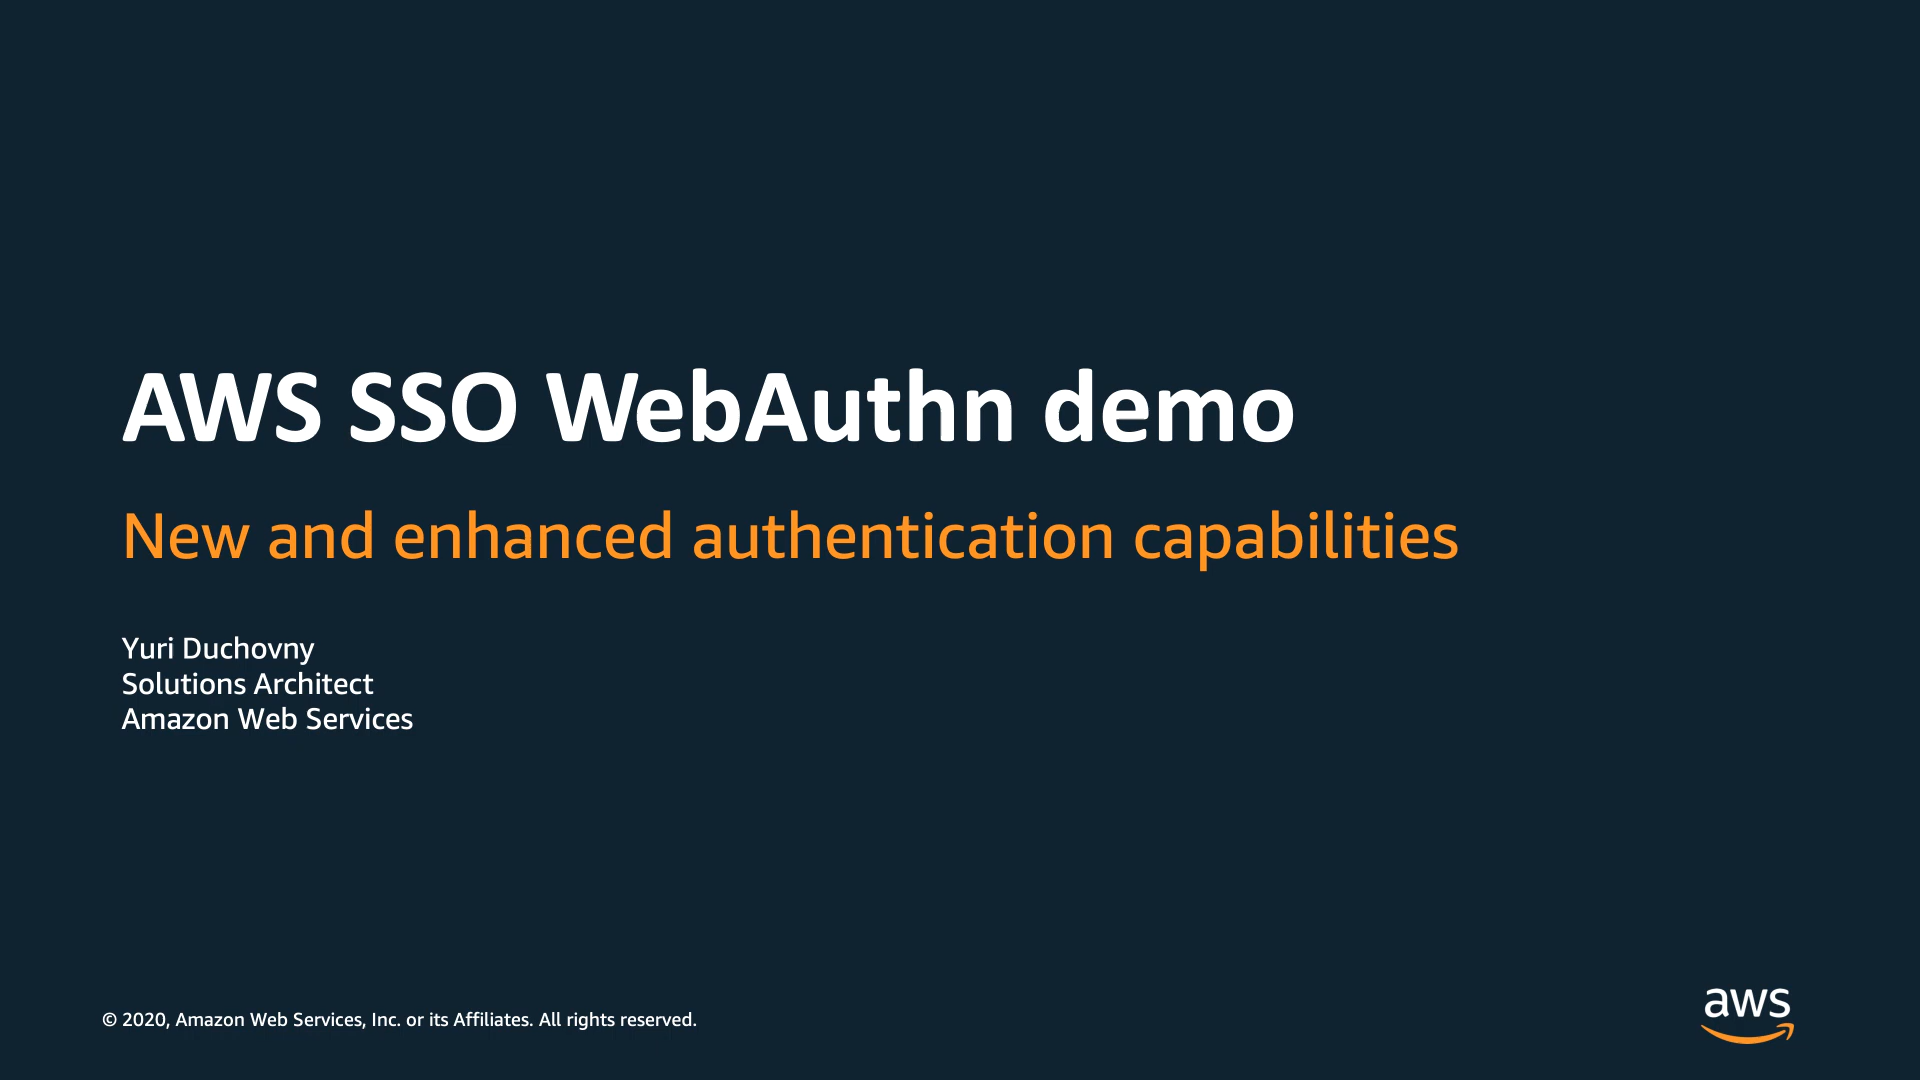 AWS SSO WebAuthn demo
New and enhanced authentication capabilities
Yuri Duchovny
Solutions Architect
Amazon Web Services
© 2020, Amazon Web Services, Inc. or its Affiliates. All rights reserved.
aws